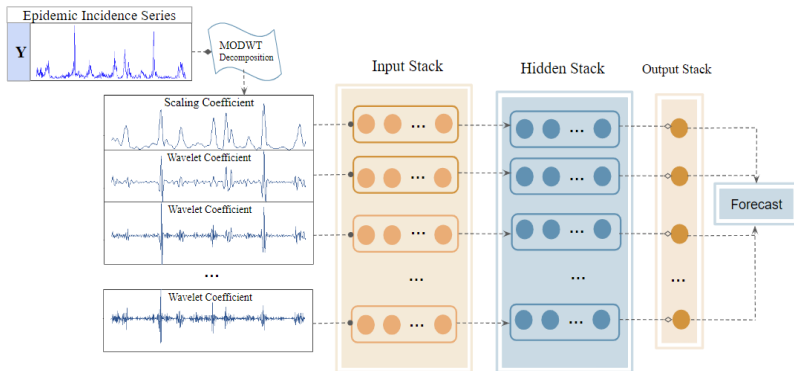 Epidemic Incidence Series
Y
MODWT
Decomposition
Input Stack
Hidden Stack
Output Stack
Scaling Coefficient
Wavelet Coefficient
Wavelet Coefficient
...
Wavelet Coefficient
...
...
...
...
...
...
...
...
...
...
...
Forecast